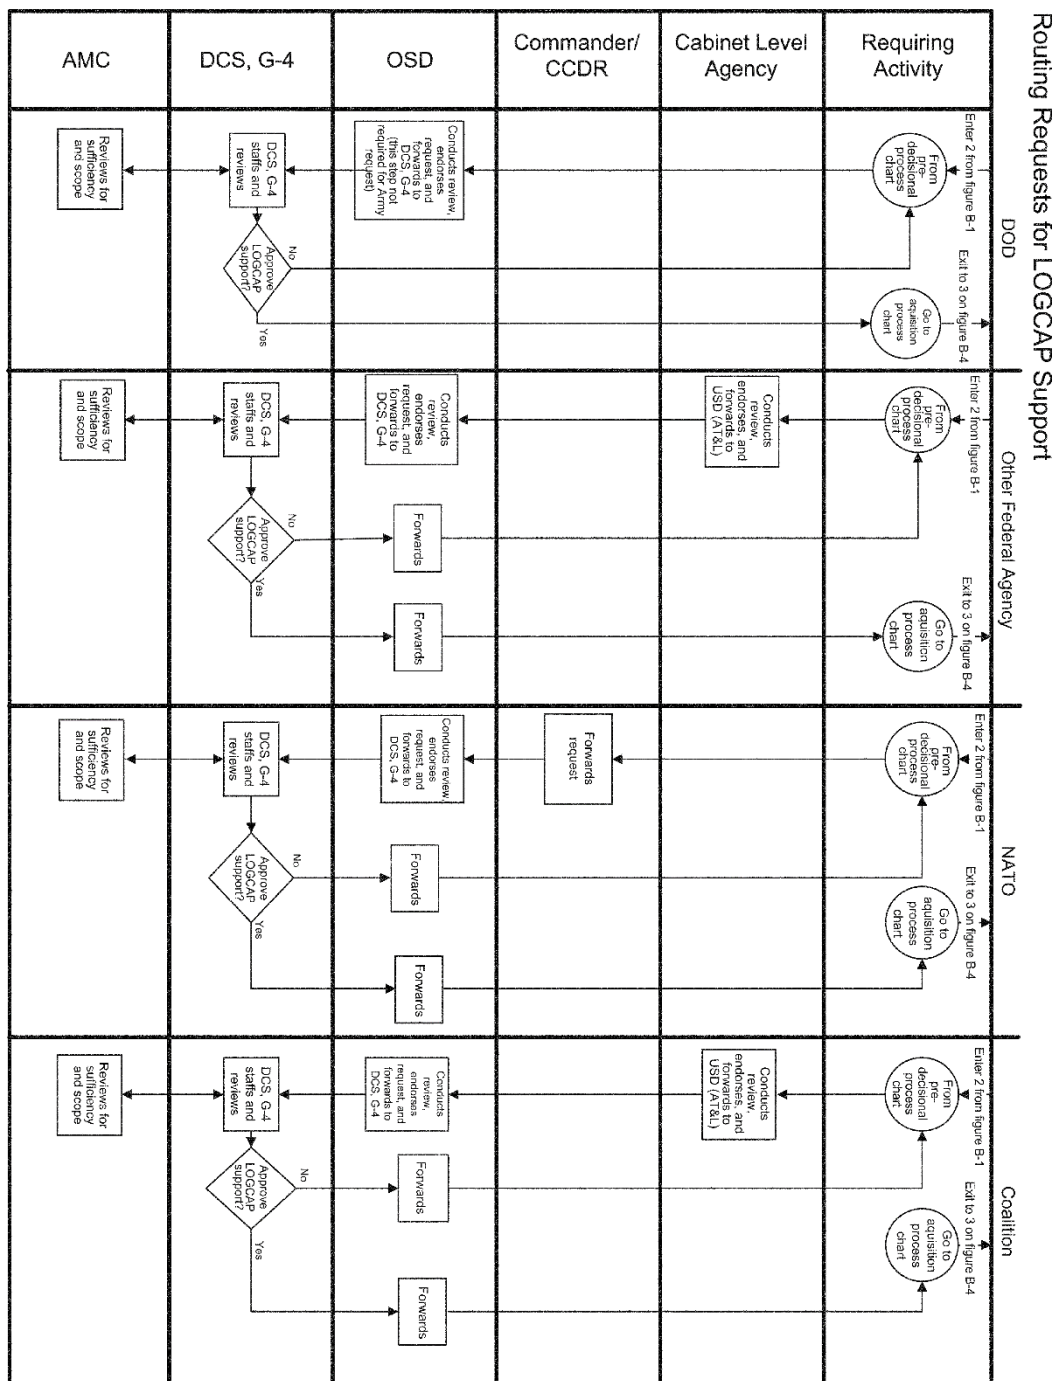 Routing Requests for LOGCAP Support
AMC
DCS, G-4
OSD
Commander/
CCDR
Cabinet Level
Agency
Requiring
Activity
DOD
Enter 2 from figure B-1
From
pre-
decisional
process
chart
Conducts review,
endorses
request, and
forwards to
DCS, G-4
(this step not
required for Army
request)
DCS, G-4
staffs and
reviews
Reviews for
sufficiency
and scope
Approve
LOGCAP
support?
No
Yes
Go to
aquisition
process
chart
Exit to 3 on figure B-4
Other Federal Agency
Enter 2 from figure B-1
From
pre-
decisional
process
chart
Conducts
review,
endorses, and
forwards to
USD (AT&L)
Conducts
review,
endorses
request, and
forwards to
DCS, G-4
DCS, G-4
staffs and
reviews
Reviews for
sufficiency
and scope
Approve
LOGCAP
support?
No
Forwards
Yes
Forwards
Go to
aquisition
process
chart
Exit to 3 on figure B-4
NATO
Enter 2 from figure B-1
From
pre-
decisional
process
chart
Forwards
request
Conducts review,
endorses
request, and
forwards to
DCS, G-4
DCS, G-4
staffs and
reviews
Reviews for
sufficiency
and scope
Approve
LOGCAP
support?
No
Forwards
Yes
Forwards
Go to
aquisition
process
chart
Exit to 3 on figure B-4
Coalition
Enter 2 from figure B-1
From
pre-
decisional
process
chart
Conducts
review,
endorses, and
forwards to
USD (AT&L)
Conducts
review,
endorses
request, and
forwards to
DCS, G-4
DCS, G-4
staffs and
reviews
Reviews for
sufficiency
and scope
Approve
LOGCAP
support?
No
Forwards
Yes
Forwards
Go to
aquisition
process
chart
Exit to 3 on figure B-4